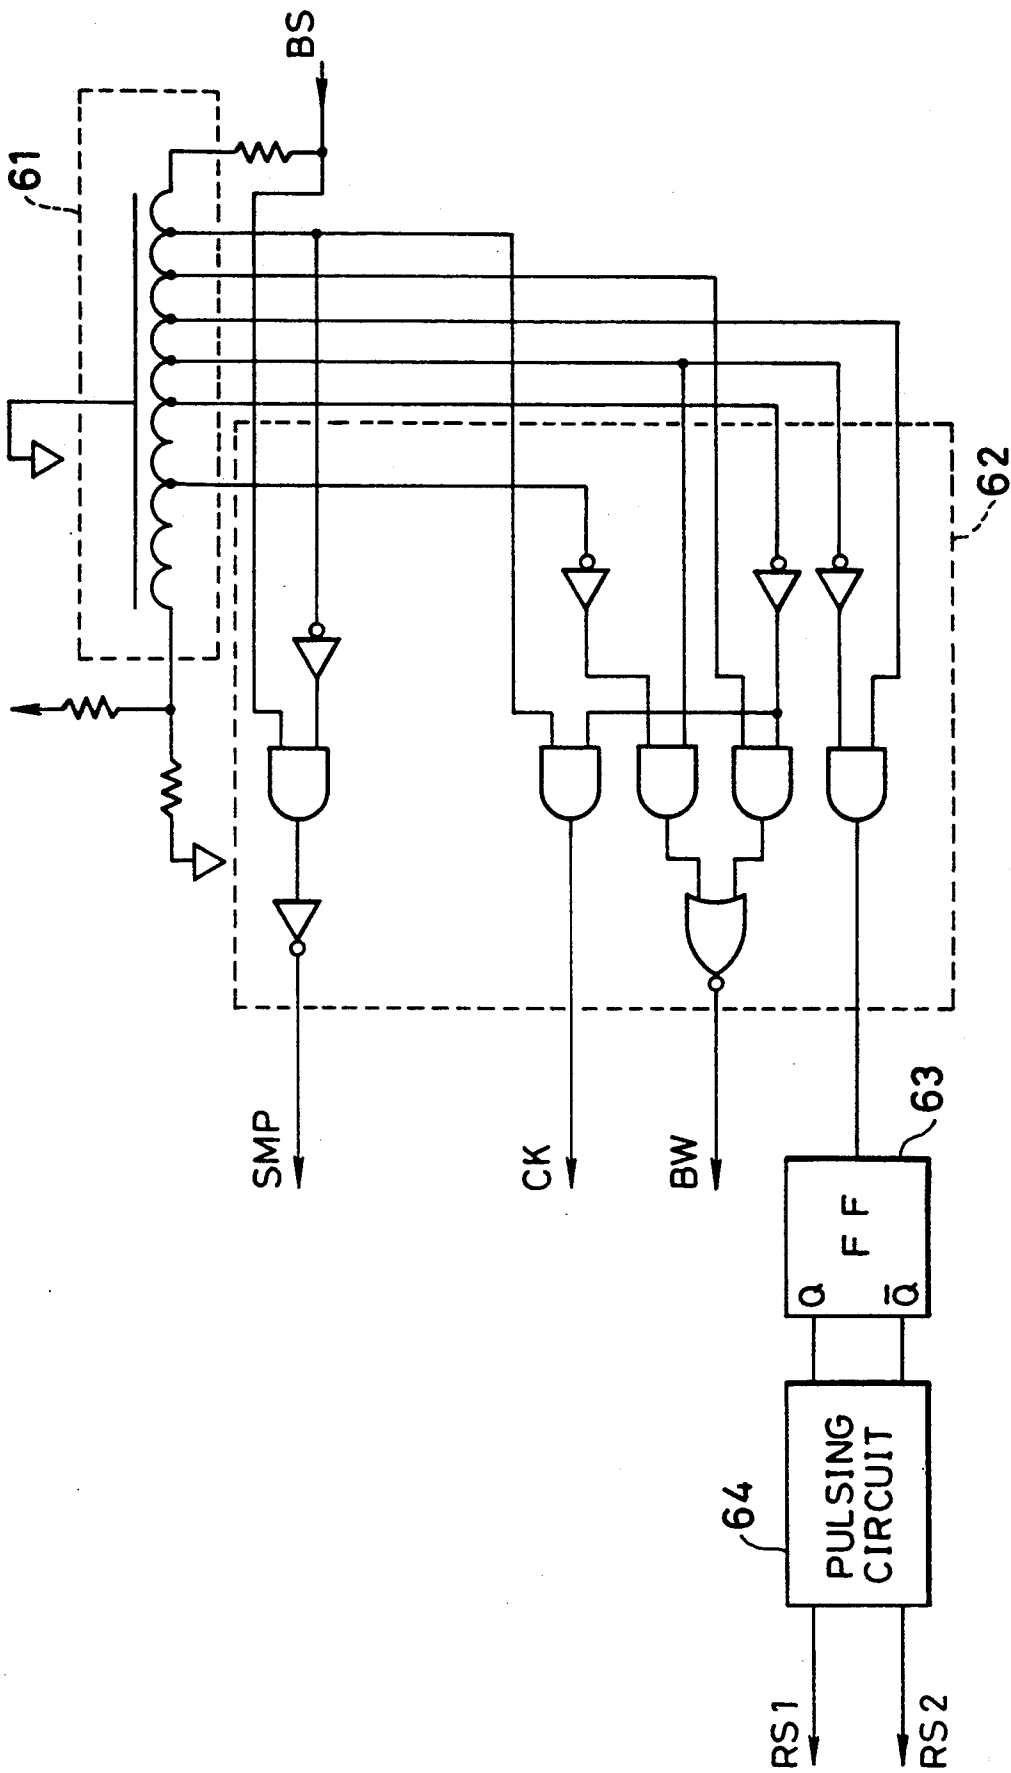 BS
61
62
SMP
CK
BW
63
F F
Q
Q̅
64
PULSING
CIRCUIT
RS1
RS2